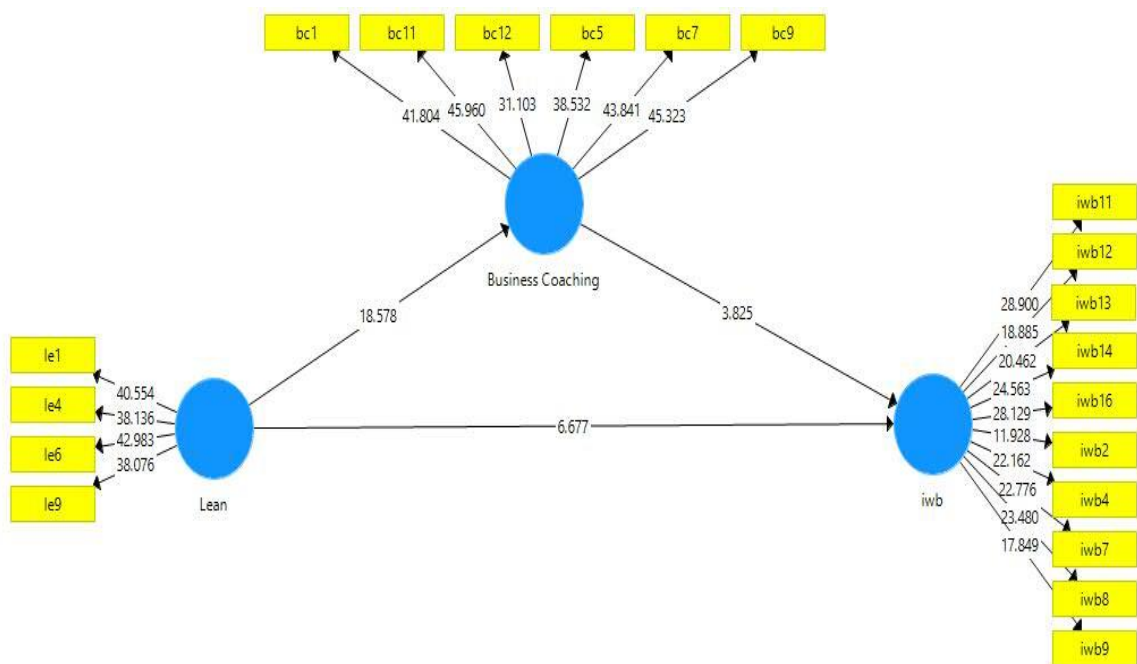 bc1 bc11 bc12 bc5 bc7 bc9
41.804 45.960 31.103 38.532 43.841 45.323
Business Coaching
18.578
3.825
le1
le4
le6
le9
40.554
38.136
42.983
38.076
Lean
6.677
iwb
28.900
18.885
20.462
24.563
28.129
11.928
22.162
22.776
23.480
17.849
iwb11
iwb12
iwb13
iwb14
iwb16
iwb2
iwb4
iwb7
iwb8
iwb9